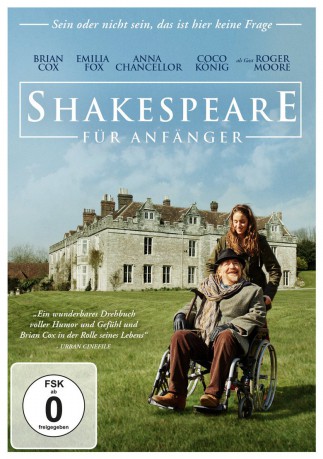 Sein oder nicht sein, das ist hier keine Frage
BRIAN COX
EMILIA FOX
ANNA CHANCELLOR
COCO KÖNIG
als Gast ROGER MOORE
SHAKESPEARE
FÜR ANFÄNGER
„Ein wunderbares Drehbuch
voller Humor und Gefühl und
Brian Cox in der Rolle seines Lebens“
- URBAN CINEFILE
FSK
ab
0
freigegeben